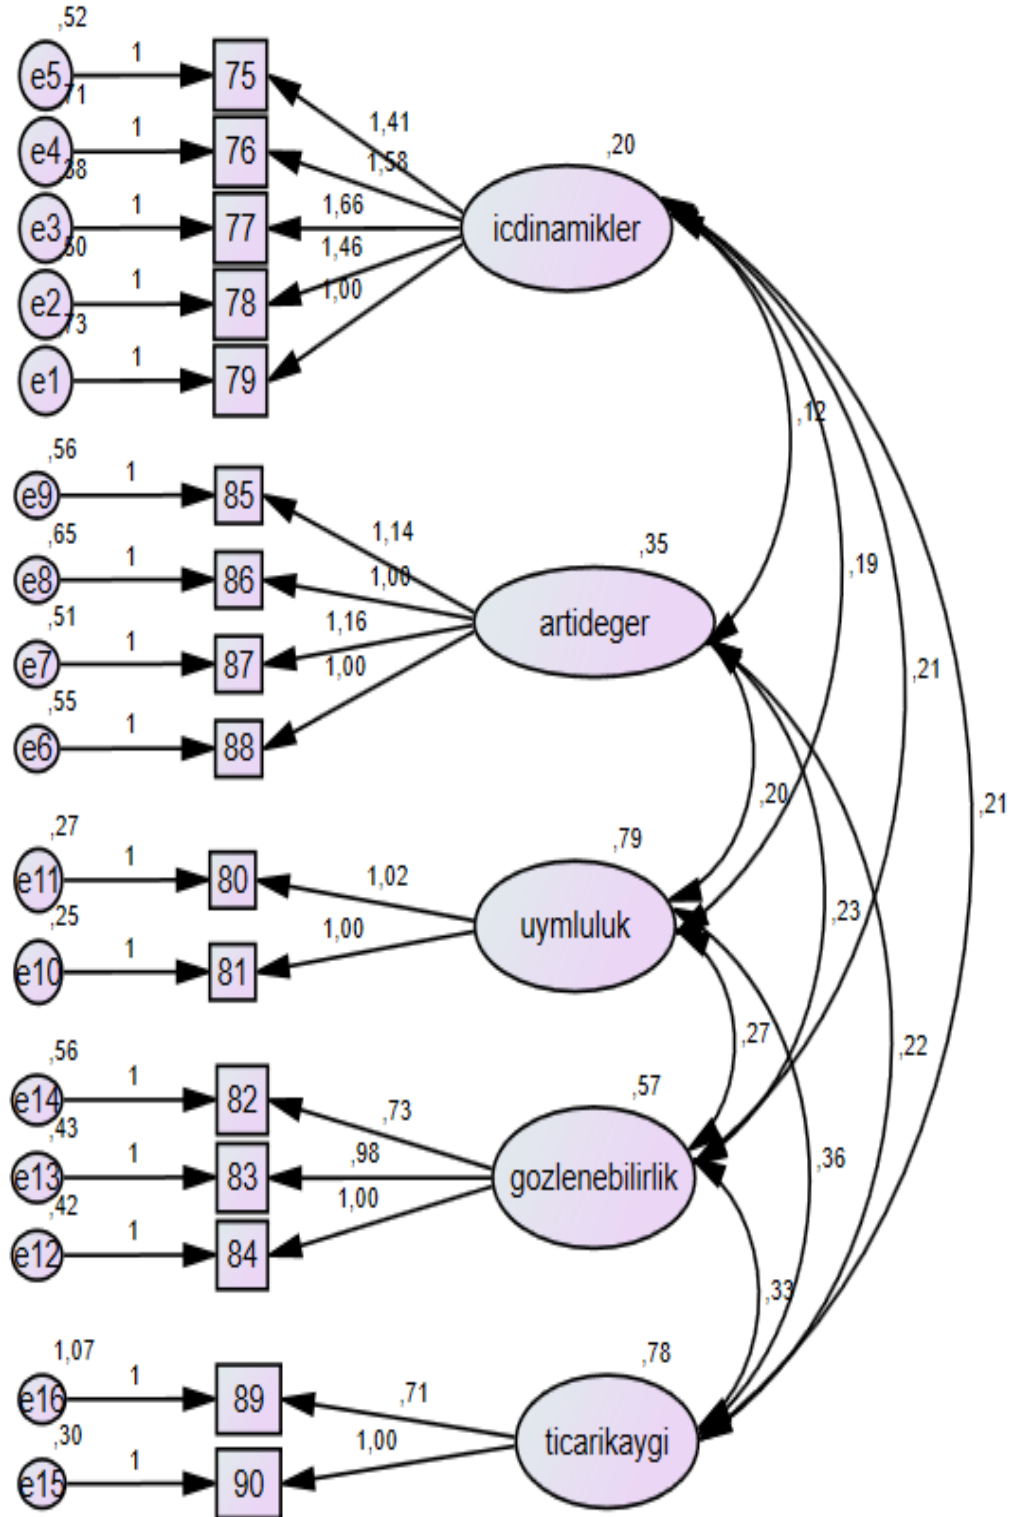 ,52
e5 1 75
1,41
,71
e4 1 76
1,58
,20
,38
e3 1 77
1,66
icdinamikler
,50
e2 1 78
1,46
,73
e1 1 79
1,00
,12
,56
e9 1 85
1,14
,19
,65
e8 1 86
1,00
,35
,51
e7 1 87
1,16
artideger
,21
,55
e6 1 88
1,00
,20
,21
,27
e11 1 80
1,02
,79
,25
e10 1 81
1,00
uymluluk
,23
,27
,22
,56
e14 1 82
,73
,57
,43
e13 1 83
,98
gozlenebilirlik
,36
,42
e12 1 84
1,00
,33
1,07
e16 1 89
,71
,78
,30
e15 1 90
1,00
ticarikaygi